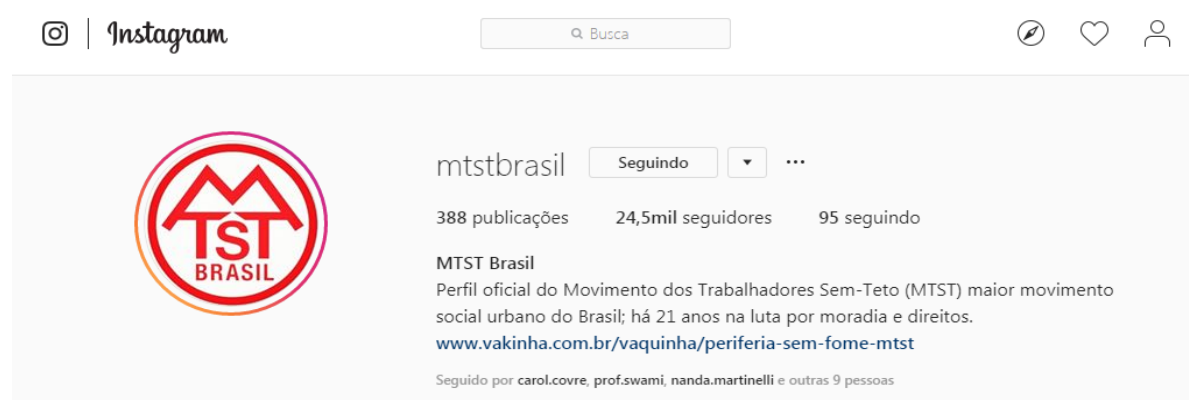 Instagram
Busca
MTST
BRASIL
mtstbrasil Seguindo
388 publicações 24,5mil seguidores 95 seguindo
MTST Brasil
Perfil oficial do Movimento dos Trabalhadores Sem-Teto (MTST) maior movimento
social urbano do Brasil; há 21 anos na luta por moradia e direitos.
www.vakinha.com.br/vaquinha/periferia-sem-fome-mtst
Seguido por carol.covre, prof.swami, nanda.martinelli e outras 9 pessoas